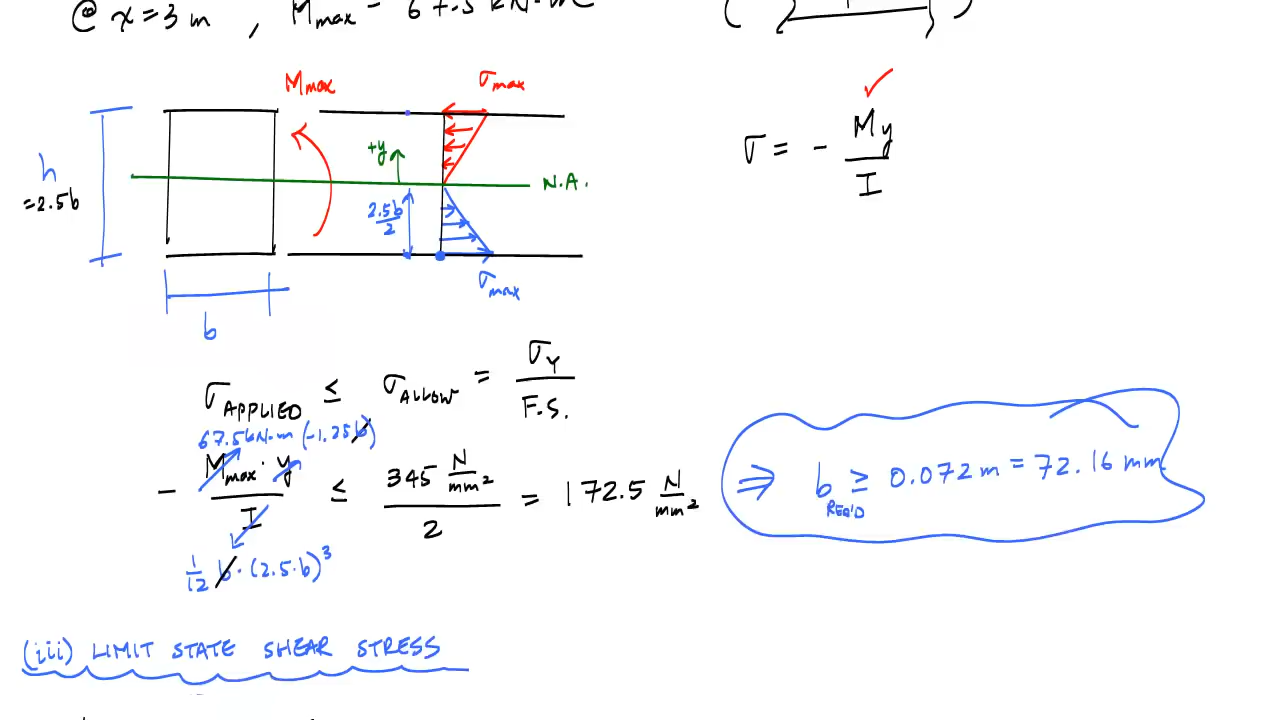 @ x = 3 m , Mmax = 67.5 kN·m
Mmax
σmax
h
= 2.5b
+y
2.5b/2
N.A.
σmax
b
σ = - My/I
σAPPLIED ≤ σALLOW = σY/F.S.
67.5 kN·m (-1.25b)
- Mmax · y / I ≤ 345 N/mm² / 2 = 172.5 N/mm²
1/12 b · (2.5·b)³
⇒ b REQ'D ≥ 0.072 m = 72.16 mm
(iii) LIMIT STATE SHEAR STRESS